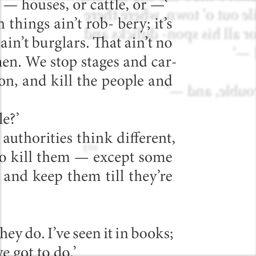 — houses, or cattle, or —'
things ain't rob- bery; it's
ain't burglars. That ain't no
We stop stages and car-
on, and kill the people and
authorities think different,
kill them — except some
and keep them till they're
hey do. I've seen it in books;
got to do.'